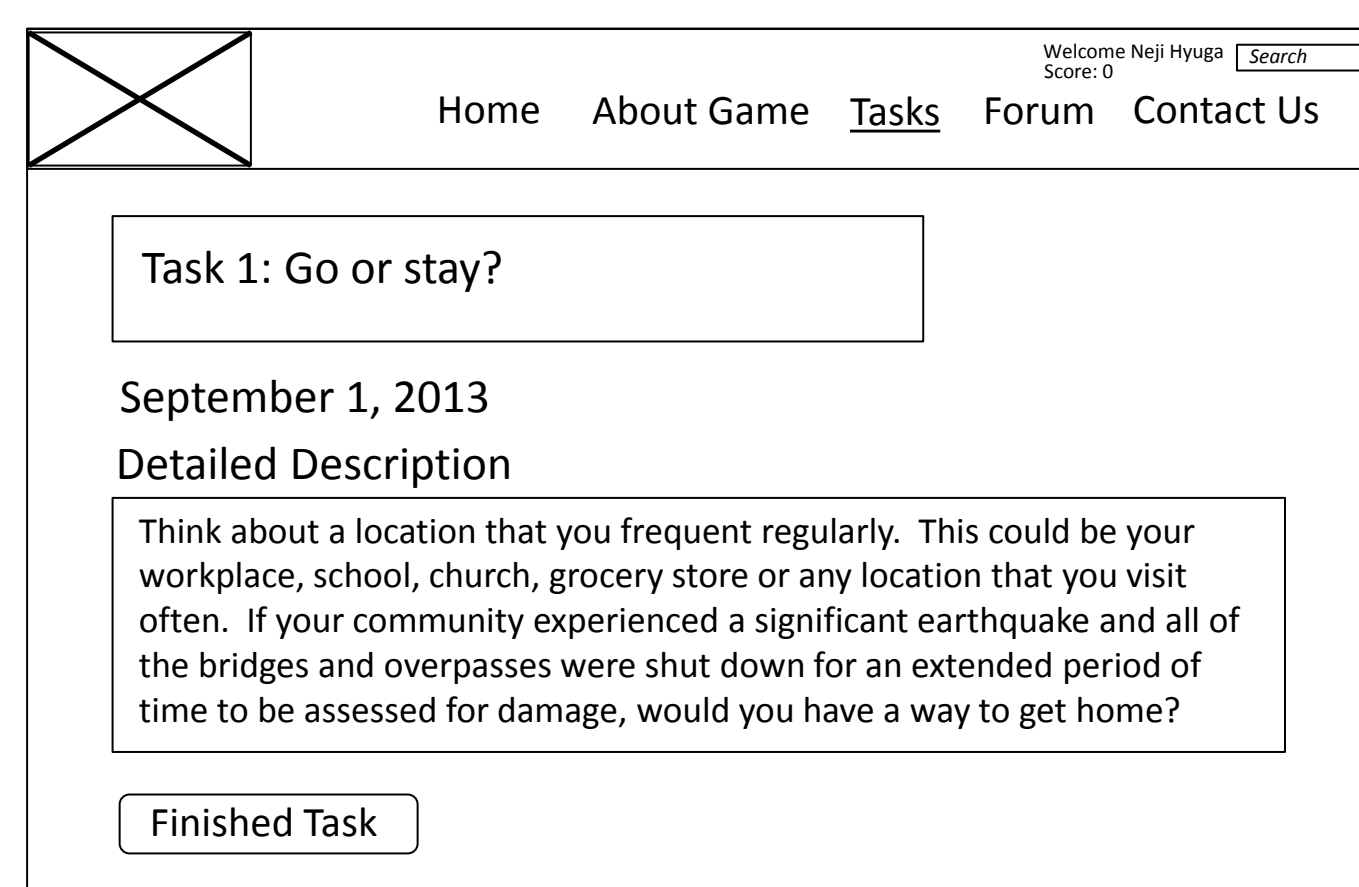 Welcome Neji Hyuga Search
Score: 0
Home About Game Tasks Forum Contact Us
Task 1: Go or stay?
September 1, 2013
Detailed Description
Think about a location that you frequent regularly.  This could be your
workplace, school, church, grocery store or any location that you visit
often.  If your community experienced a significant earthquake and all of
the bridges and overpasses were shut down for an extended period of
time to be assessed for damage, would you have a way to get home?
Finished Task